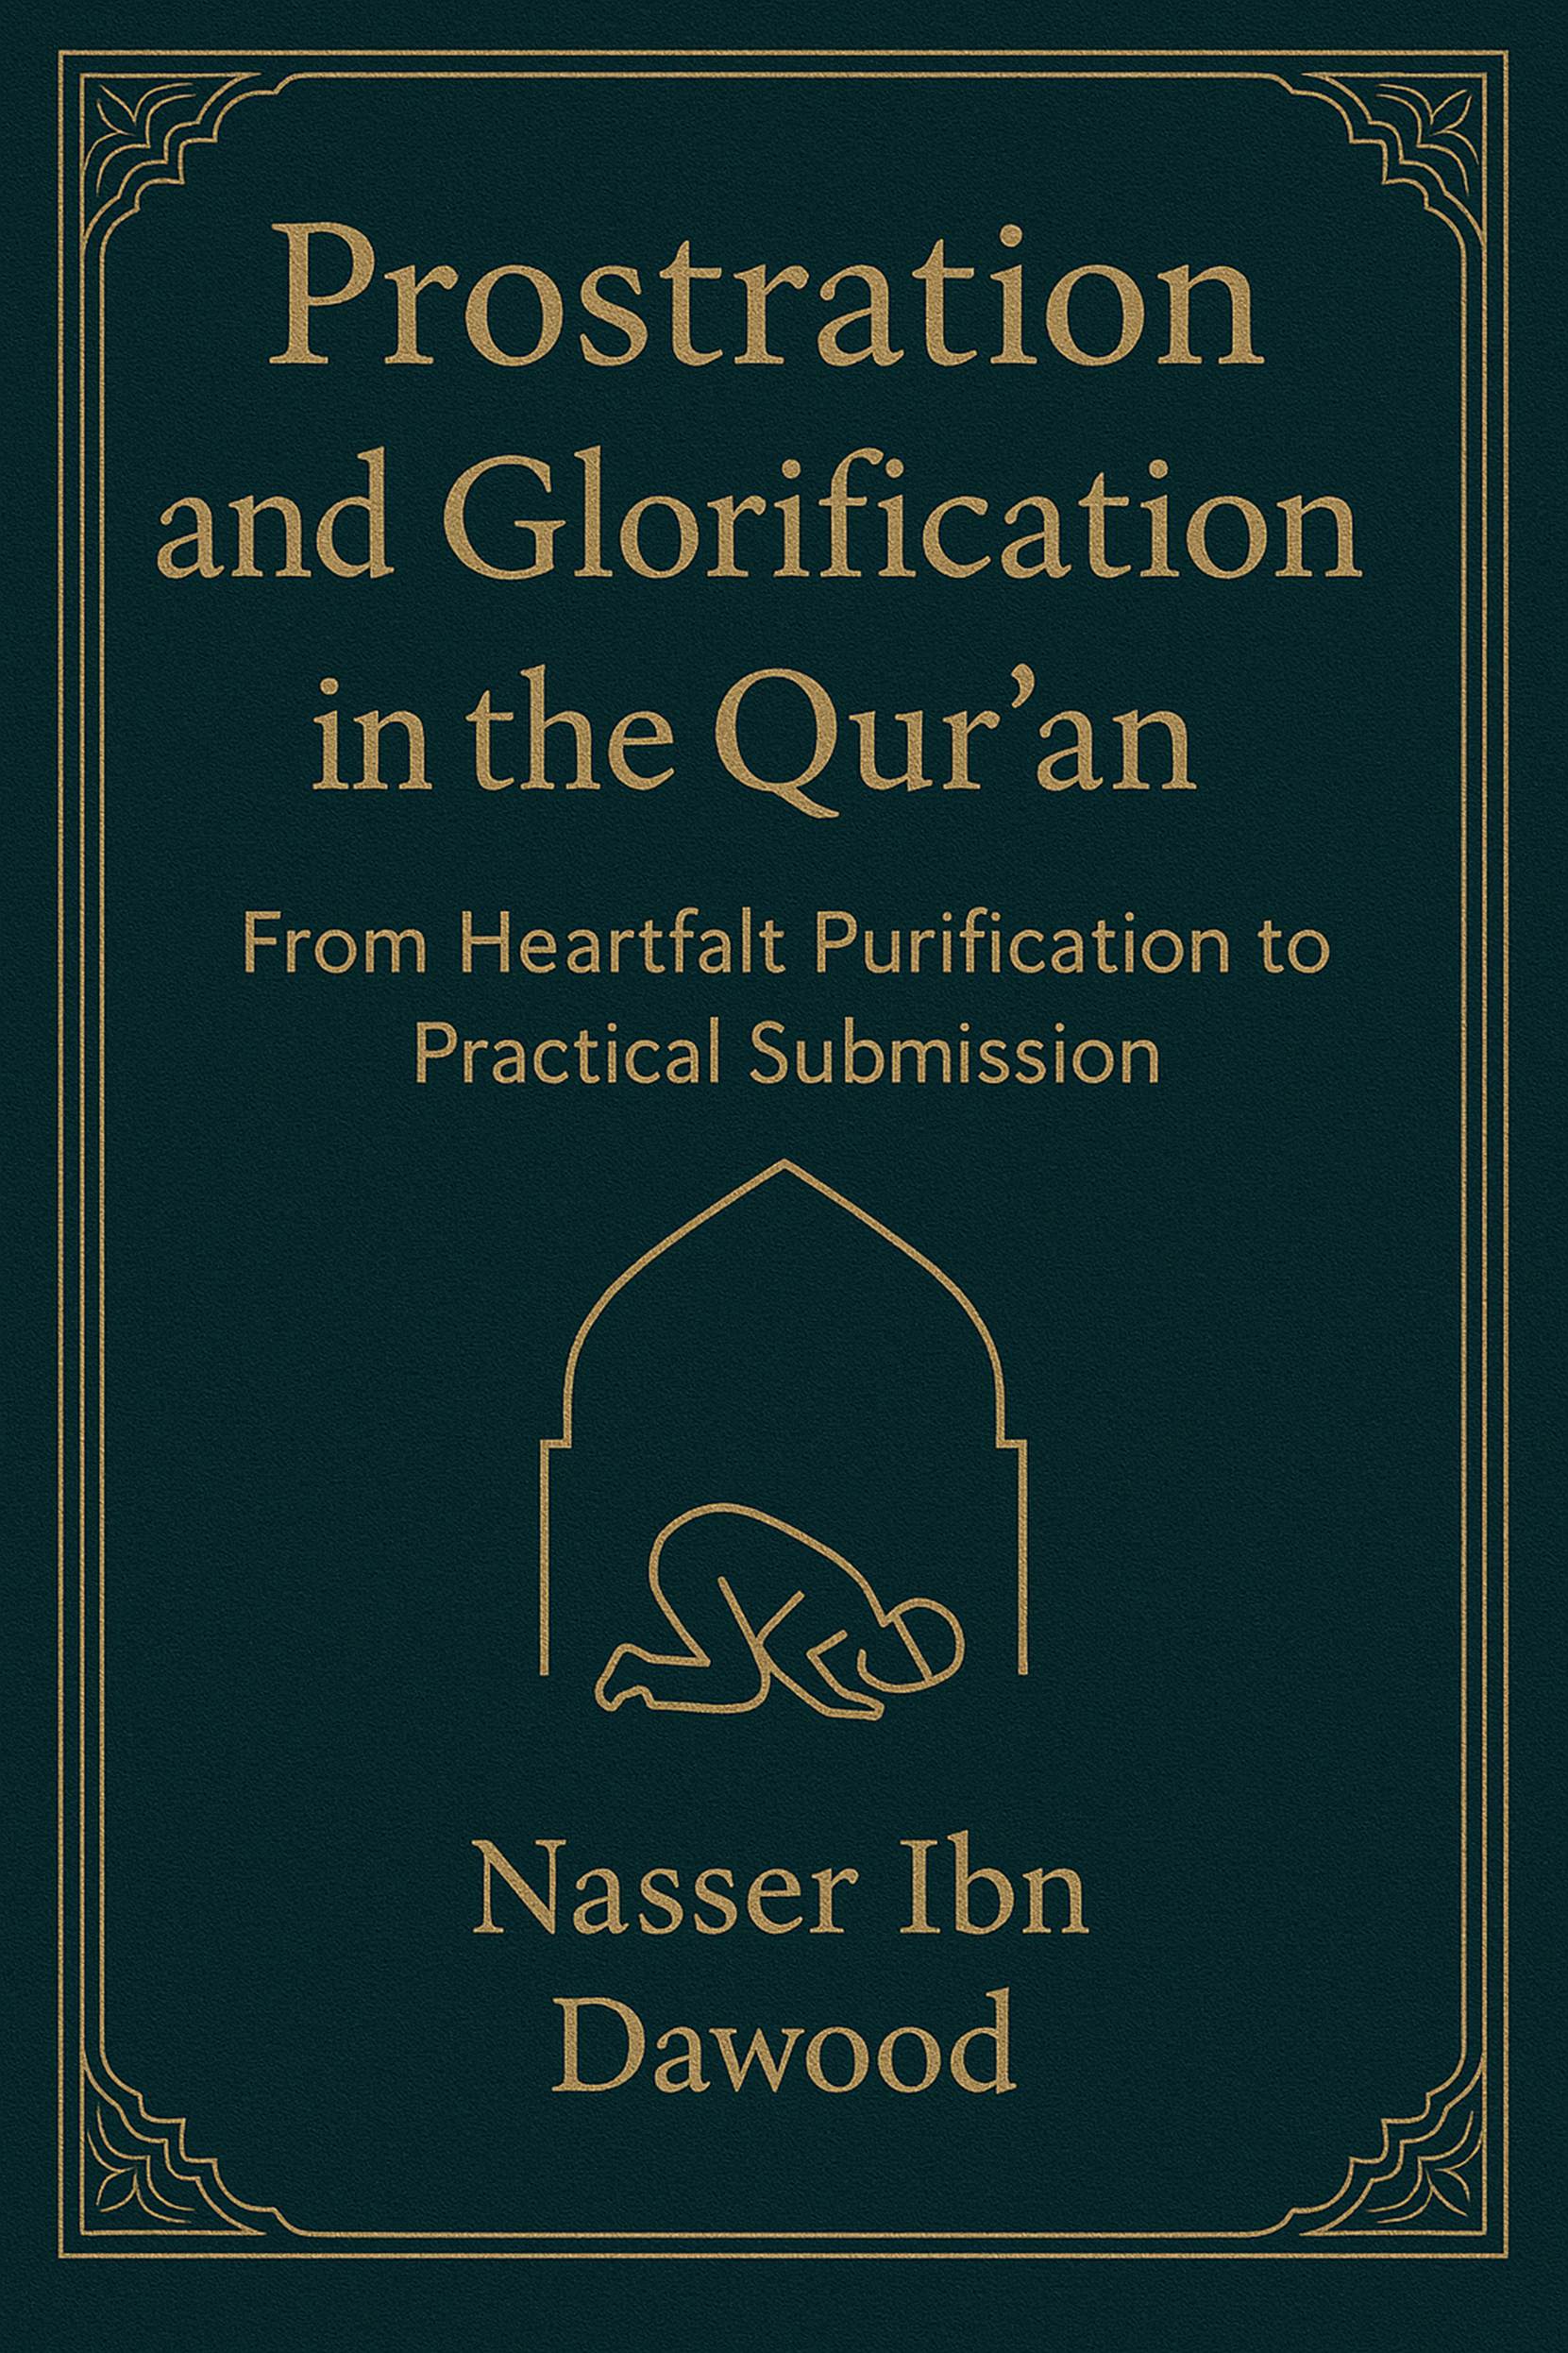 Prostration
and Glorification
in the Qur’an
From Heartfalt Purification to
Practical Submission
Nasser Ibn
Dawood